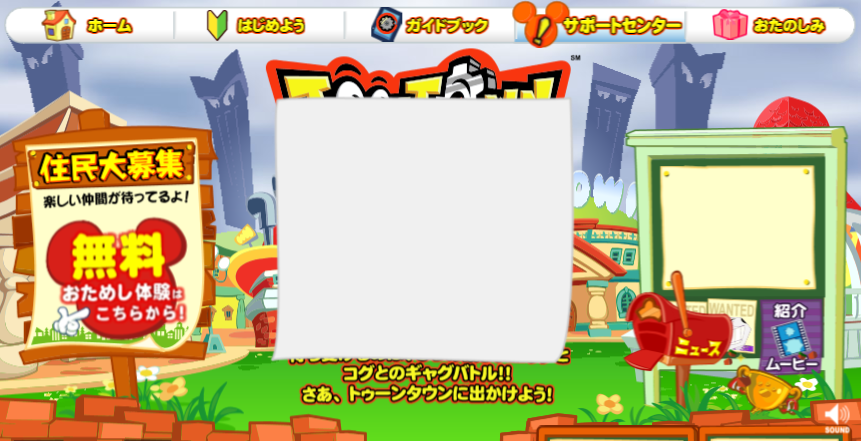 ホーム
はじめよう
ガイドブック
サポートセンター
おたのしみ
住民大募集
楽しい仲間が待ってるよ!
無料
おためし体験は
こちらから!
コグとのギャグバトル!!
さあ、トゥーンタウンに出かけよう!
WANTED
紹介
ムービー
ニュース
SOUND
SM